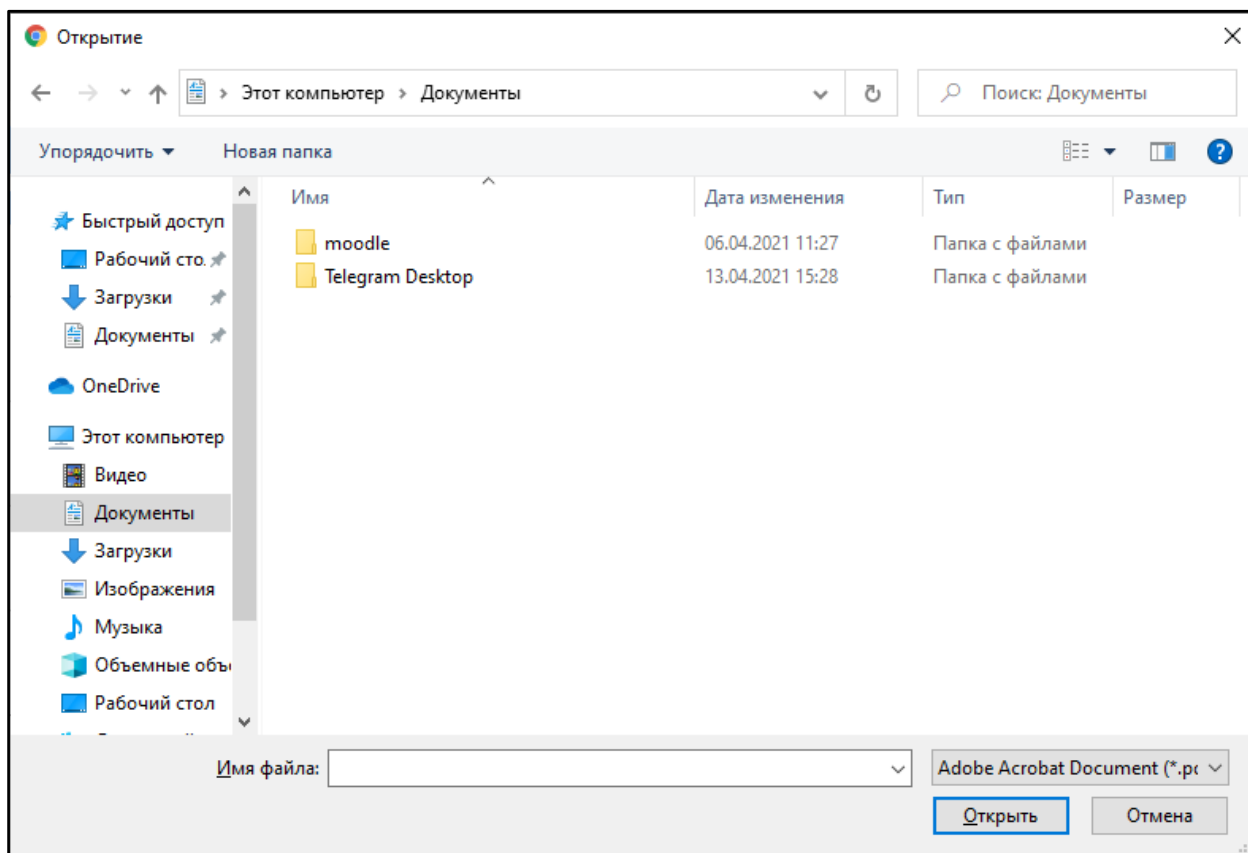 Открытие
Этот компьютер > Документы
Поиск: Документы
Упорядочить
Новая папка
Имя
Дата изменения
Тип
Размер
Быстрый доступ
Рабочий сто.
Загрузки
Документы
OneDrive
Этот компьютер
Видео
Документы
Загрузки
Изображения
Музыка
Объемные объ
Рабочий стол
moodle 06.04.2021 11:27 Папка с файлами
Telegram Desktop 13.04.2021 15:28 Папка с файлами
Имя файла:
Adobe Acrobat Document (*.pd
Открыть
Отмена